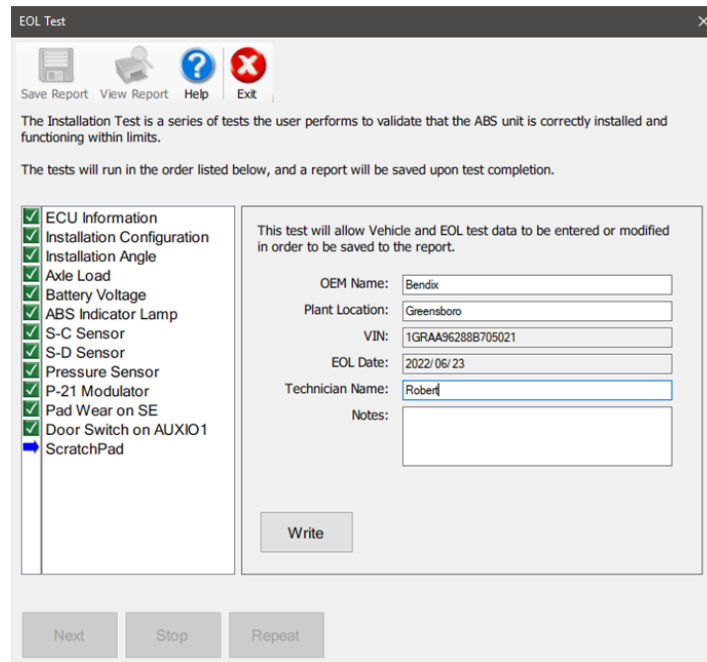 EOL Test
Save Report View Report Help Exit
The Installation Test is a series of tests the user performs to validate that the ABS unit is correctly installed and
functioning within limits.
The tests will run in the order listed below, and a report will be saved upon test completion.
ECU Information
Installation Configuration
Installation Angle
Axle Load
Battery Voltage
ABS Indicator Lamp
S-C Sensor
S-D Sensor
Pressure Sensor
P-21 Modulator
Pad Wear on SE
Door Switch on AUXIO1
ScratchPad
This test will allow Vehicle and EOL test data to be entered or modified
in order to be saved to the report.
OEM Name: Bendix
Plant Location: Greensboro
VIN: 1GRAA96288B705021
EOL Date: 2022/06/23
Technician Name: Robert
Notes:
Write
Next Stop Repeat